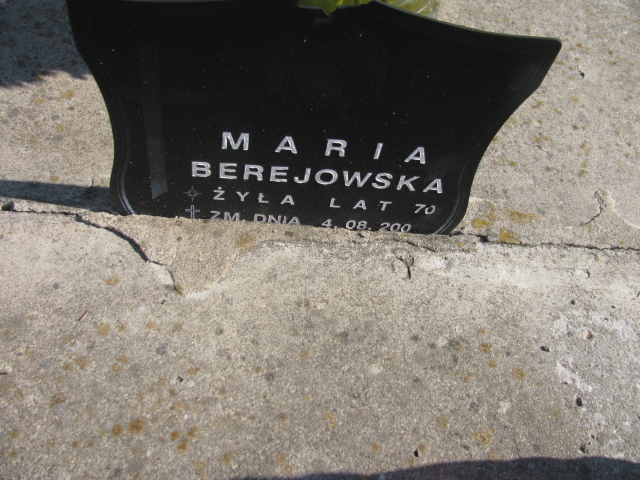 MARIA
BEREJOWSKA
ŻYŁA LAT 70
ZM. DNIA 4.08.200